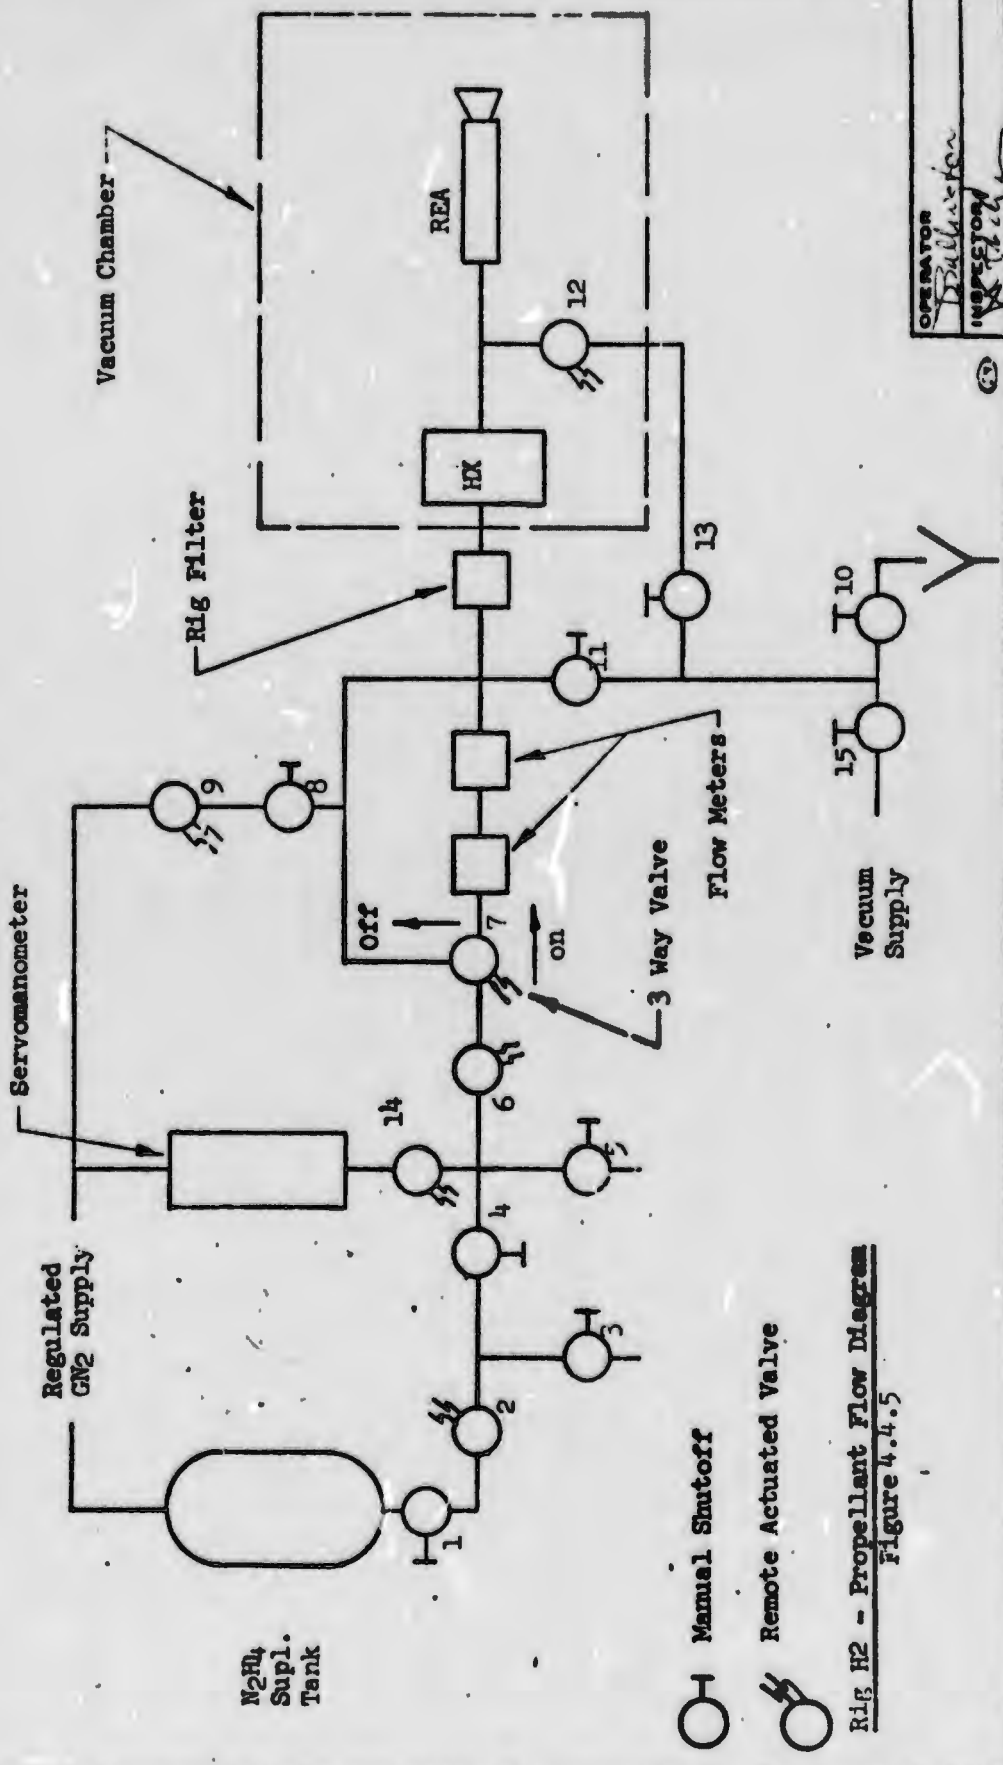 Regulated
GN2 Supply
Servomanometer
Vacuum Chamber
Rig Filter
N2H4
Supl.
Tank
REA
HX
Off
on
3 Way Valve
Flow Meters
Vacuum
Supply
1
2
3
4
5
6
7
8
9
10
11
12
13
14
15
Manual Shutoff
Remote Actuated Valve
Rig H2 - Propellant Flow Diagram
Figure 4.4.5
OPERATOR
INSPECTOR